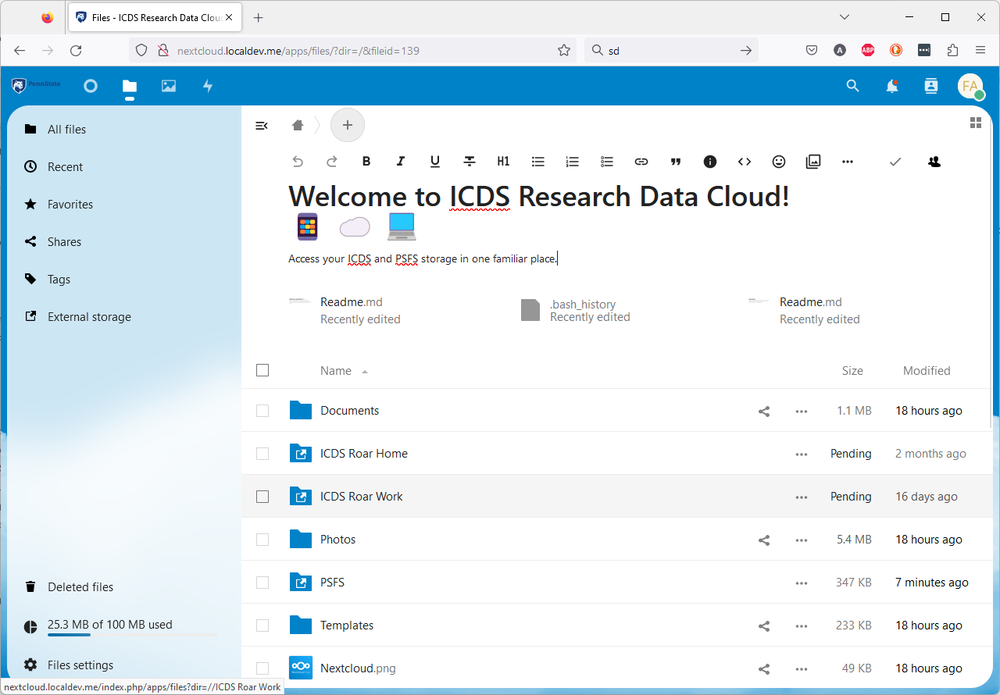 Files - ICDS Research Data Clou
nextcloud.localdev.me/apps/files/?dir=/&fileid=139
sd
A
ABP
PennState
FA
All files
Recent
Favorites
Shares
Tags
External storage
B I U H1
Welcome to ICDS Research Data Cloud!
Access your ICDS and PSFS storage in one familiar place.
Readme.md
Recently edited
.bash_history
Recently edited
Readme.md
Recently edited
Name Size Modified
Documents 1.1 MB 18 hours ago
ICDS Roar Home Pending 2 months ago
ICDS Roar Work Pending 16 days ago
Photos 5.4 MB 18 hours ago
PSFS 347 KB 7 minutes ago
Templates 233 KB 18 hours ago
Nextcloud.png 49 KB 18 hours ago
Deleted files
25.3 MB of 100 MB used
Files settings
nextcloud.localdev.me/index.php/apps/files?dir=//ICDS Roar Work